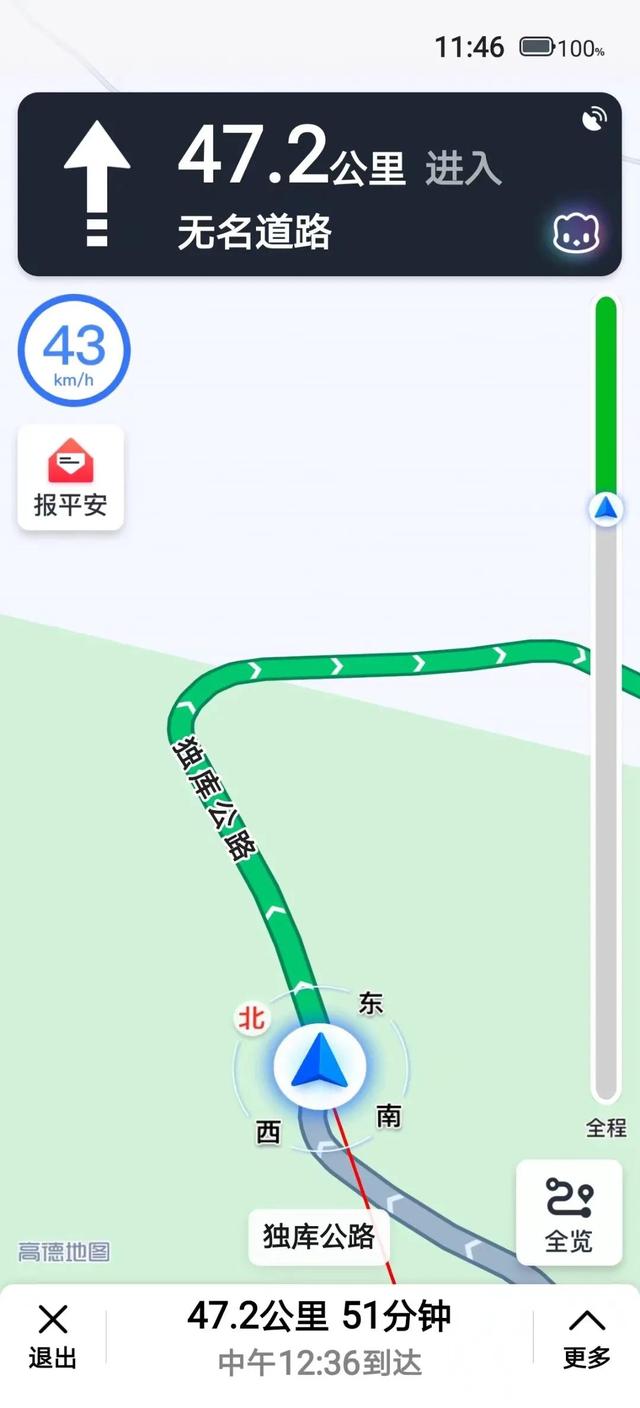 11:46 100%
47.2公里 进入
无名道路
43
km/h
报平安
独库公路
北
东
南
西
全程
独库公路
全览
高德地图
47.2公里 51分钟
退出
中午12:36到达
更多